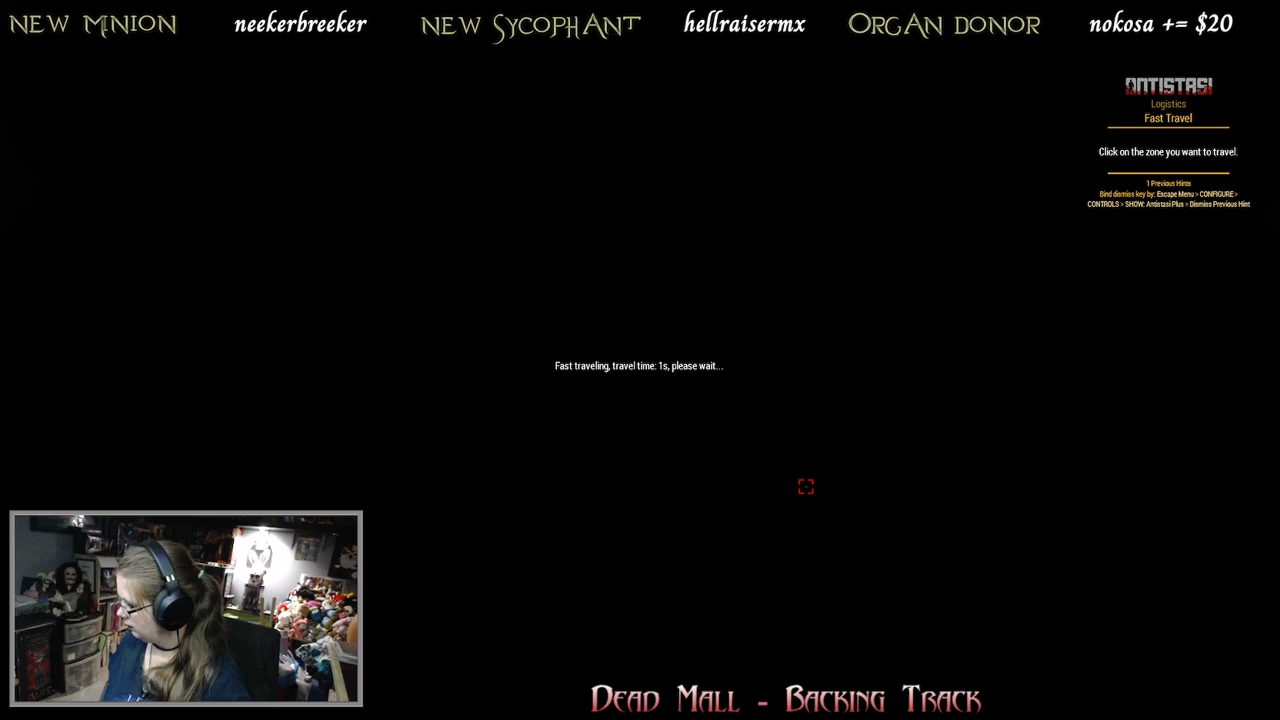 NEW MINION neekerbreeker NEW SYCOPHANT hellraisermx ORGAN DONOR nokosa += $20
ANTISTASI
Logistics
Fast Travel
Click on the zone you want to travel.
1 Previous Hints
Bind dismiss key by: Escape Menu > CONFIGURE >
CONTROLS > SHOW: Antistasi Plus > Dismiss Previous Hint
Fast traveling, travel time: 1s, please wait...
DEAD MALL - BACKING TRACK